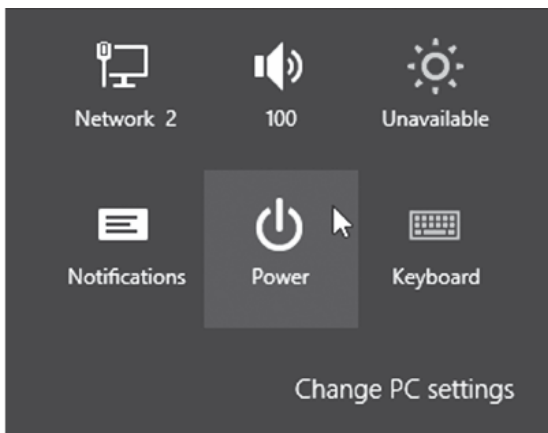 Network 2
100
Unavailable
Notifications
Power
Keyboard
Change PC settings